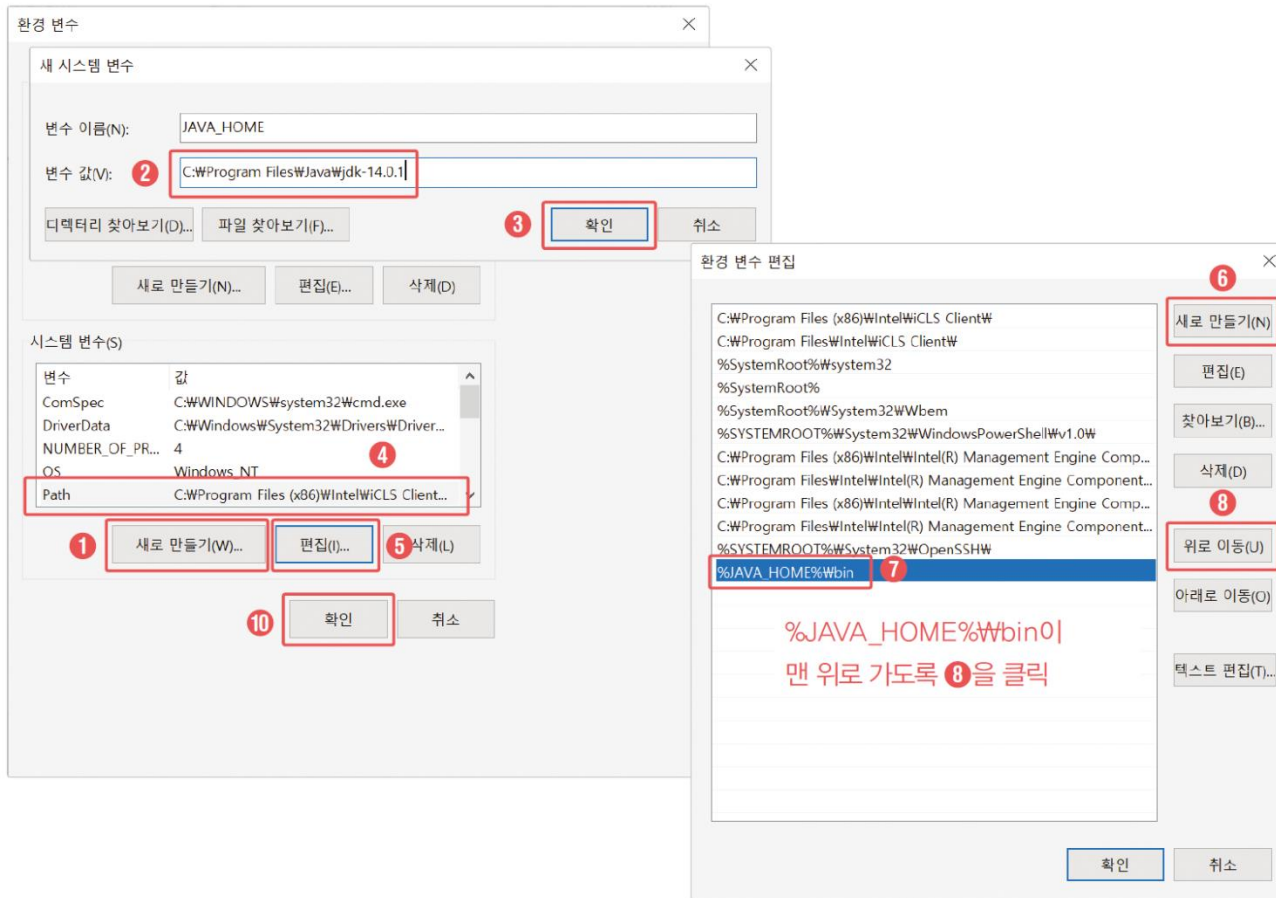 환경 변수
새 시스템 변수
변수 이름(N):
JAVA_HOME
변수 값(V):
❷
C:₩Program Files₩Java₩jdk-14.0.1
디렉터리 찾아보기(D)...
파일 찾아보기(F)...
❸
확인
취소
새로 만들기(N)...
편집(E)...
삭제(D)
시스템 변수(S)
변수 값
ComSpec C:₩WINDOWS₩system32₩cmd.exe
DriverData C:₩Windows₩System32₩Drivers₩Driver...
NUMBER_OF_PR... 4
❹
OS Windows_NT
Path C:₩Program Files (x86)₩Intel₩iCLS Client...
❶
새로 만들기(W)...
편집(I)...
❺
삭제(L)
❿
확인
취소
환경 변수 편집
❻
C:₩Program Files (x86)₩Intel₩iCLS Client₩
C:₩Program Files₩Intel₩iCLS Client₩
%SystemRoot%₩system32
%SystemRoot%
%SystemRoot%₩System32₩Wbem
%SYSTEMROOT%₩System32₩WindowsPowerShell₩v1.0₩
C:₩Program Files (x86)₩Intel₩Intel(R) Management Engine Comp...
C:₩Program Files₩Intel₩Intel(R) Management Engine Component...
C:₩Program Files (x86)₩Intel₩Intel(R) Management Engine Comp...
C:₩Program Files₩Intel₩Intel(R) Management Engine Component...
%SYSTEMROOT%₩System32₩OpenSSH₩
%JAVA_HOME%₩bin
❼
%JAVA_HOME%₩bin이
맨 위로 가도록 ❽을 클릭
새로 만들기(N)
편집(E)
찾아보기(B)...
삭제(D)
❽
위로 이동(U)
아래로 이동(O)
텍스트 편집(T)...
확인
취소